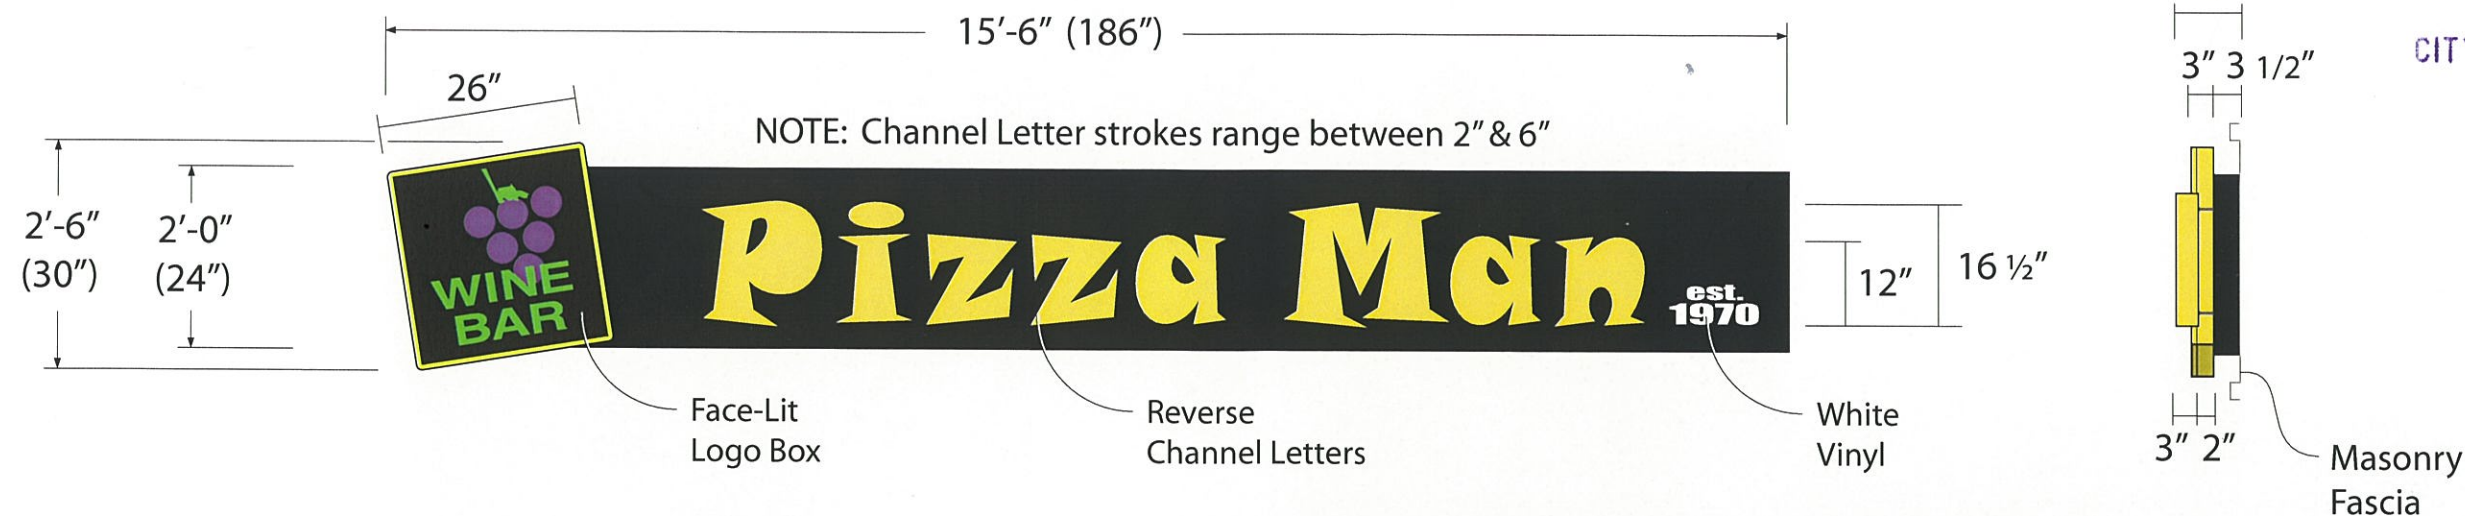 15′-6″ (186″)
3″ 3 1/2″
26″
NOTE: Channel Letter strokes range between 2″ & 6″
2′-6″
(30″)
2′-0″
(24″)
WINE
BAR
Pizza Man
est.
1970
12″
16 ½″
Face-Lit
Logo Box
Reverse
Channel Letters
White
Vinyl
3″ 2″
Masonry
Fascia